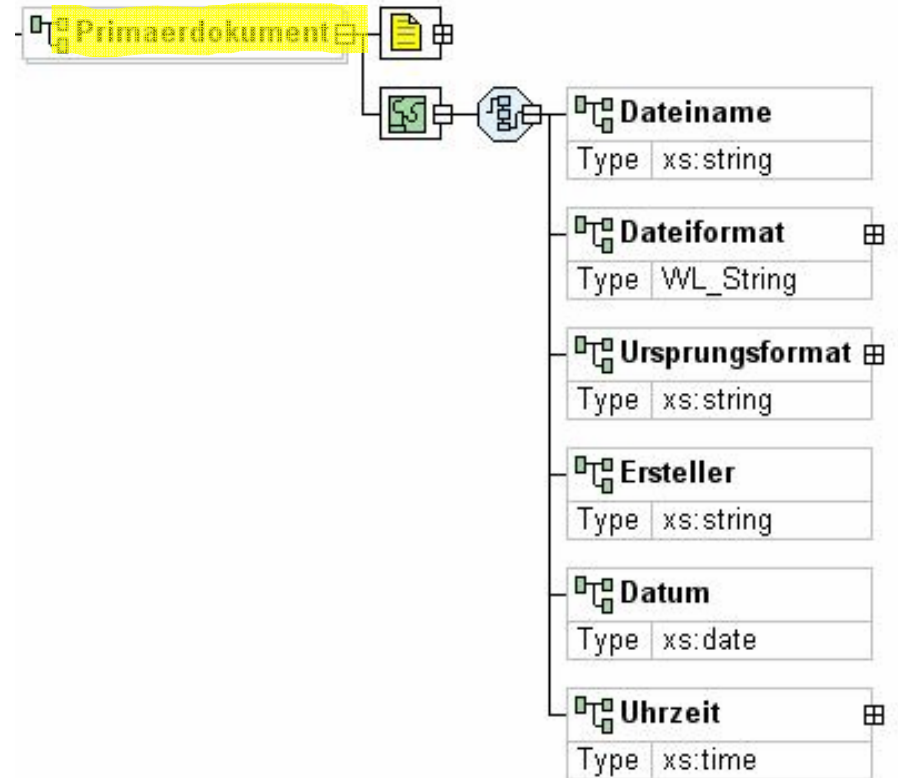 Primaerdokument
Dateiname
Type xs:string
Dateiformat
Type WL_String
Ursprungsformat
Type xs:string
Ersteller
Type xs:string
Datum
Type xs:date
Uhrzeit
Type xs:time